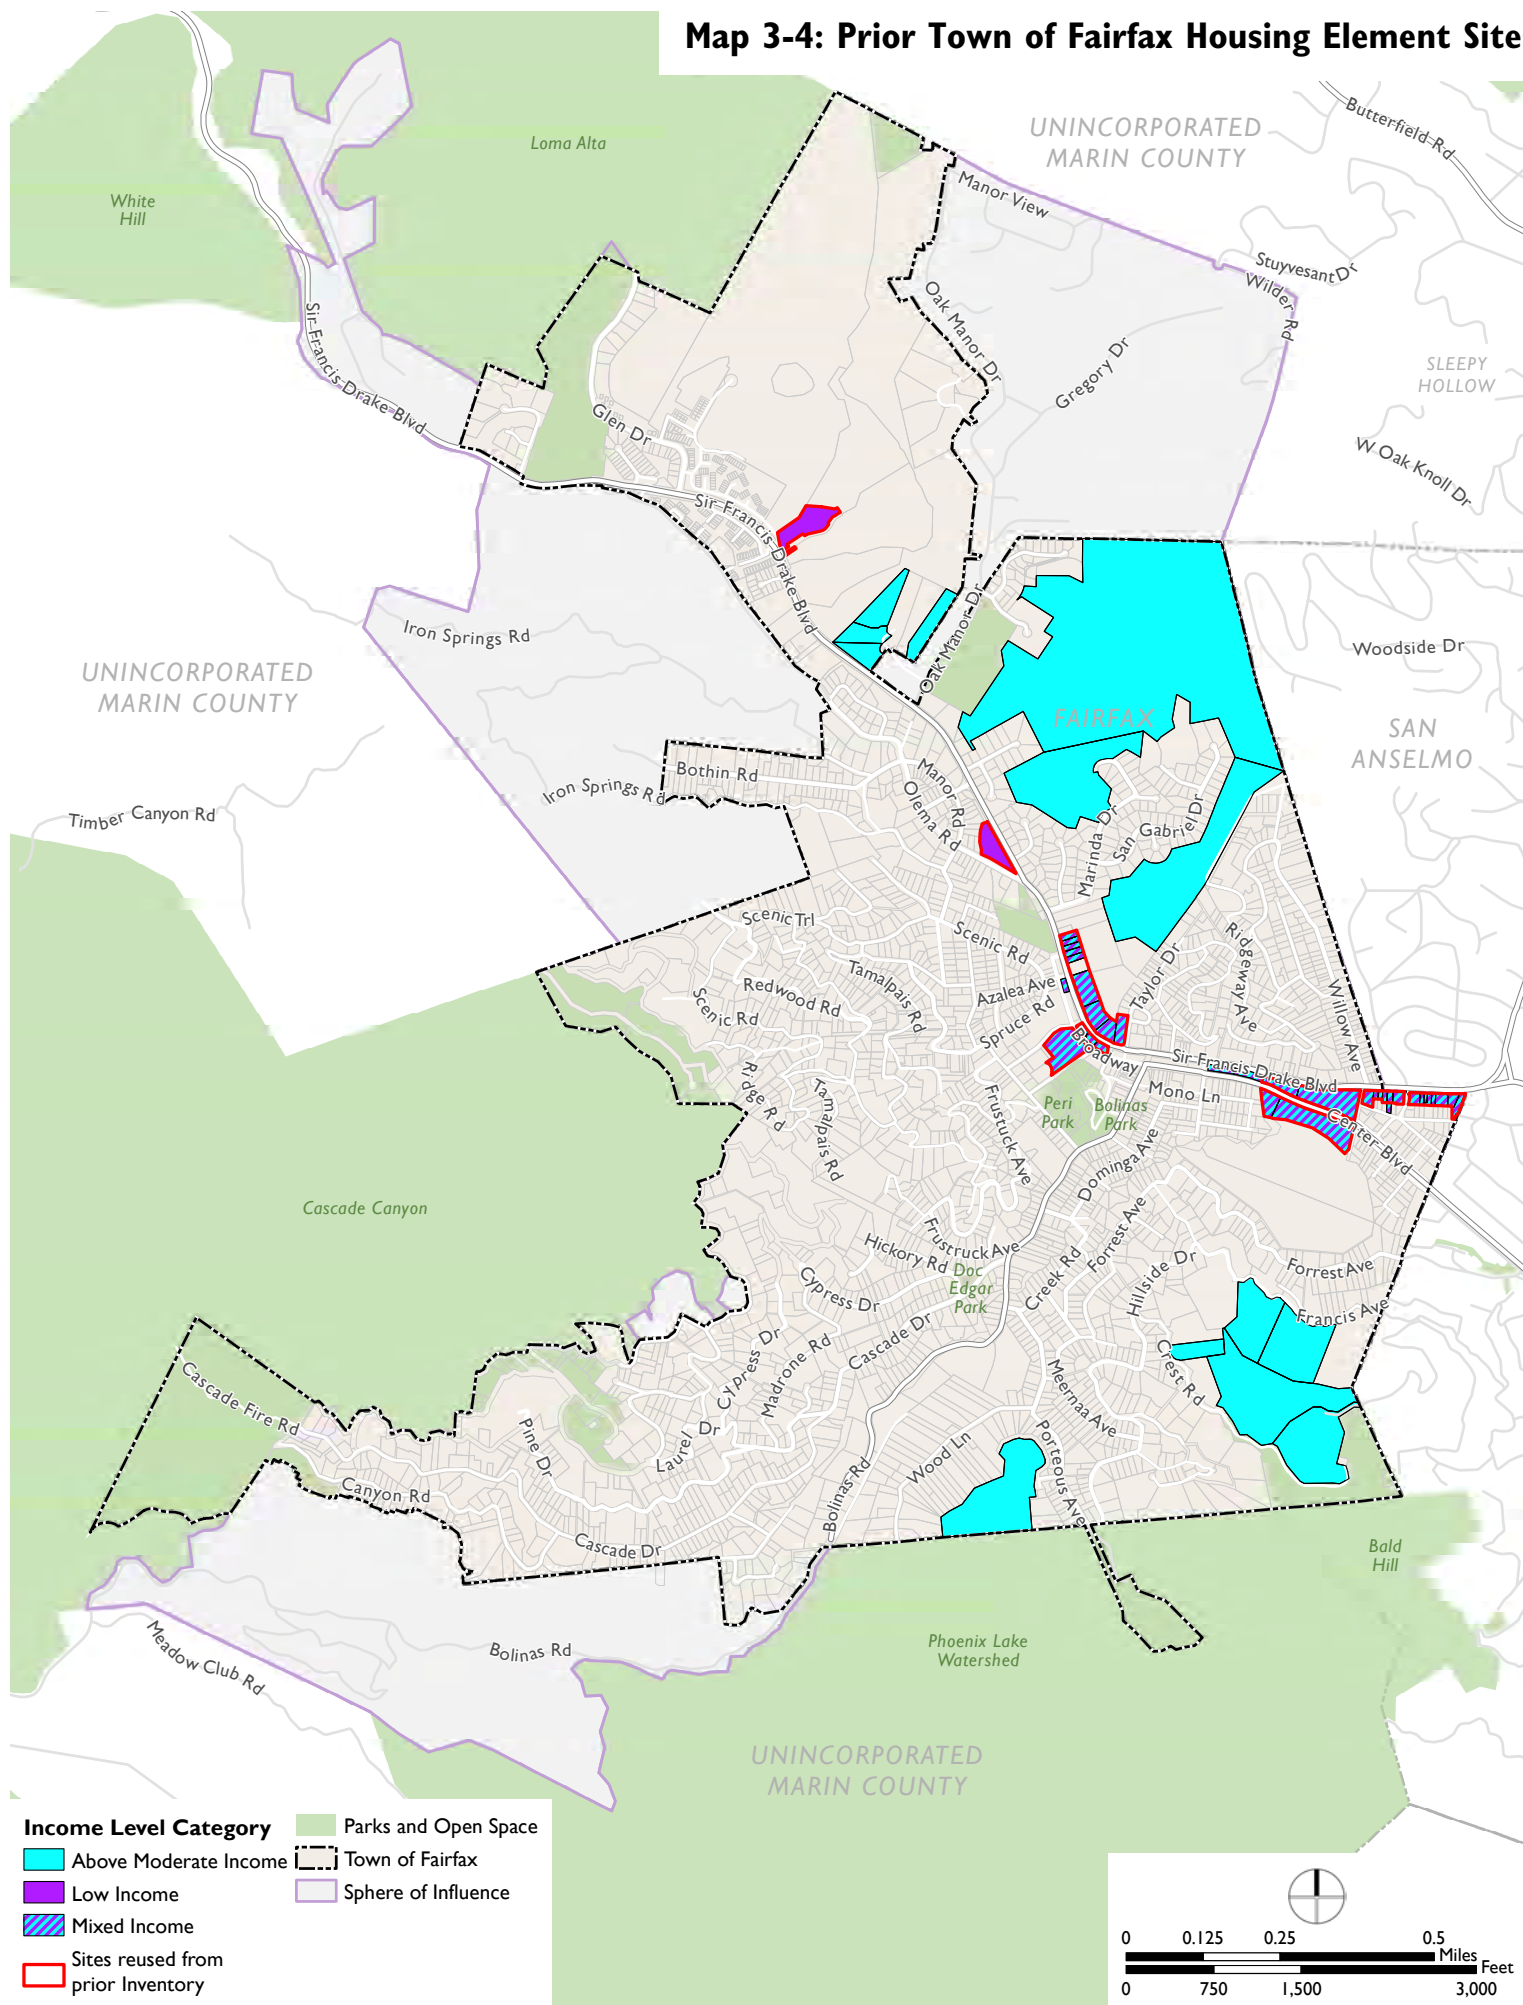 Map 3-4: Prior Town of Fairfax Housing Element Site
UNINCORPORATED
MARIN COUNTY
Butterfield Rd
Loma Alta
White
Hill
Manor View
Stuyvesant Dr
Wilder Rd
Oak Manor Dr
Sir Francis Drake Blvd
Gregory Dr
SLEEPY
HOLLOW
Glen Dr
W Oak Knoll Dr
Sir Francis Drake Blvd
Iron Springs Rd
Oak Manor Dr
Woodside Dr
UNINCORPORATED
MARIN COUNTY
FAIRFAX
SAN
ANSELMO
Bothin Rd
Manor Rd
Iron Springs Rd
Olema Rd
Timber Canyon Rd
Marinda Dr
San Gabriel Dr
Scenic Trl
Scenic Rd
Ridgeway Ave
Tamalpais Rd
Taylor Dr
Redwood Rd
Azalea Ave
Scenic Rd
Spruce Rd
Willow Ave
Broadway
Sir Francis Drake Blvd
Ridge Rd
Tamalpais Rd
Frustuck Ave
Mono Ln
Peri
Park
Bolinas
Park
Center Blvd
Dominga Ave
Cascade Canyon
Frustruck Ave
Hickory Rd
Forrest Ave
Creek Rd
Hillside Dr
Forrest Ave
Doc
Edgar
Park
Cypress Dr
Francis Ave
Cascade Dr
Cypress Dr
Madrone Rd
Crest Rd
Cascade Fire Rd
Meernaa Ave
Pine Dr
Laurel Dr
Wood Ln
Porteous Ave
Canyon Rd
Bolinas Rd
Cascade Dr
Bald
Hill
Meadow Club Rd
Bolinas Rd
Phoenix Lake
Watershed
UNINCORPORATED
MARIN COUNTY
Income Level Category
Above Moderate Income
Low Income
Mixed Income
Sites reused from
prior Inventory
Parks and Open Space
Town of Fairfax
Sphere of Influence
0 0.125 0.25 0.5
Miles
Feet
0 750 1,500 3,000